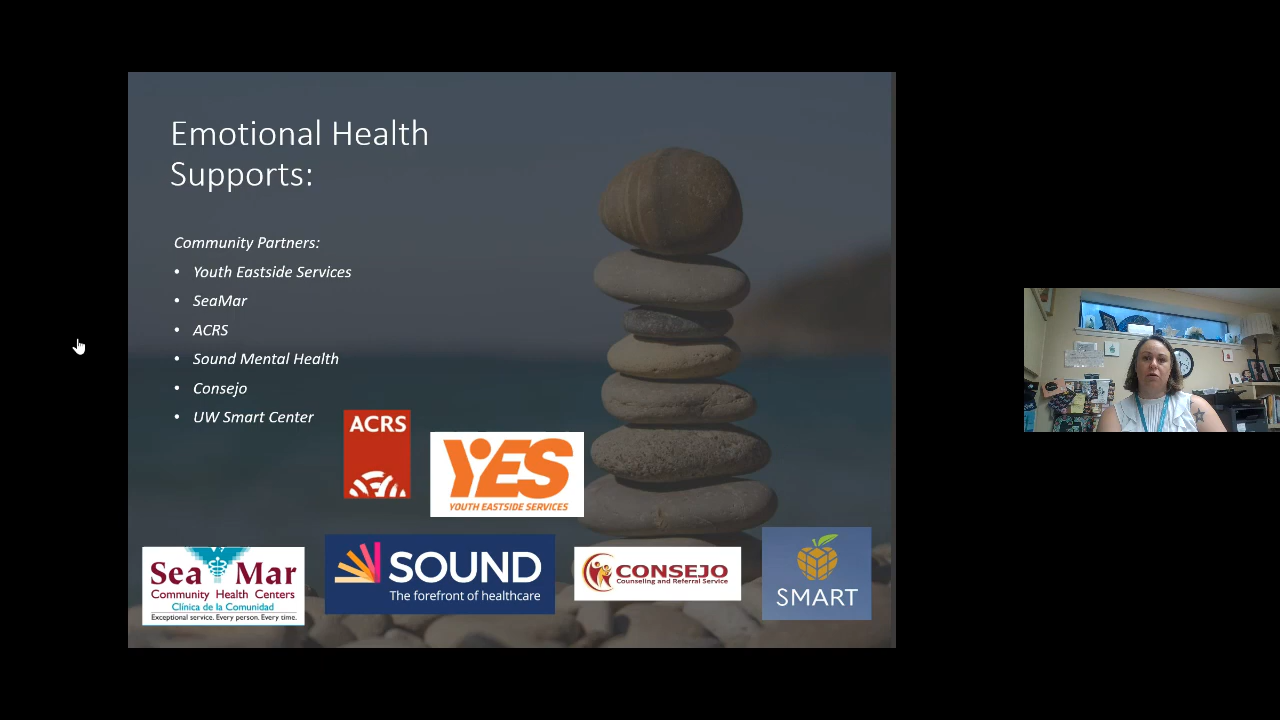 Emotional Health
Supports:
Community Partners:
• Youth Eastside Services
• SeaMar
• ACRS
• Sound Mental Health
• Consejo
• UW Smart Center
ACRS
YES
YOUTH EASTSIDE SERVICES
Sea Mar
Community Health Centers
Clínica de la Comunidad
Exceptional service. Every person. Every time.
SOUND
The forefront of healthcare
CONSEJO
Counseling and Referral Service
SMART